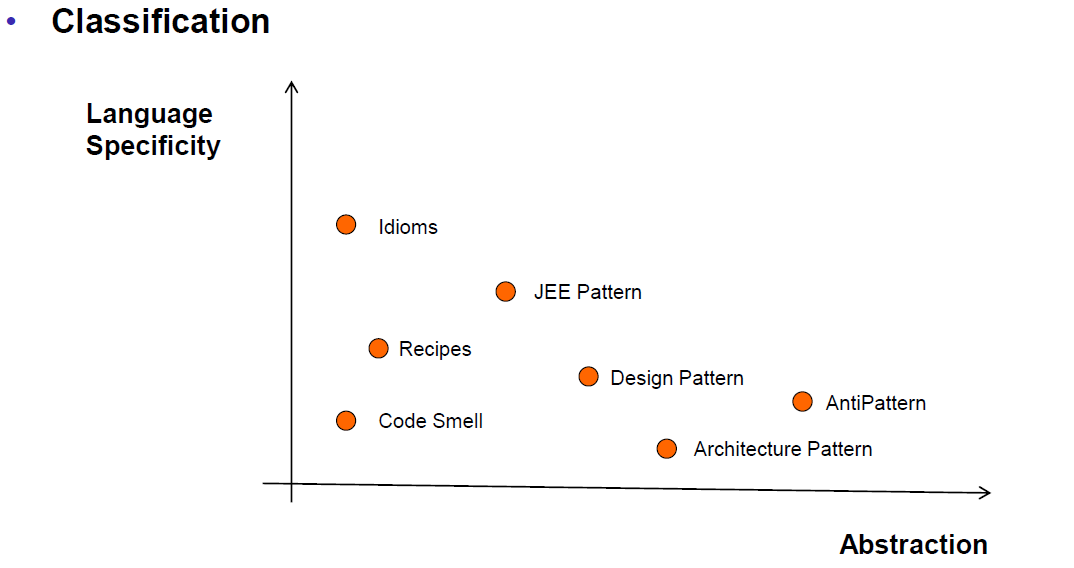 • Classification
Language
Specificity
Idioms
JEE Pattern
Recipes
Design Pattern
AntiPattern
Code Smell
Architecture Pattern
Abstraction